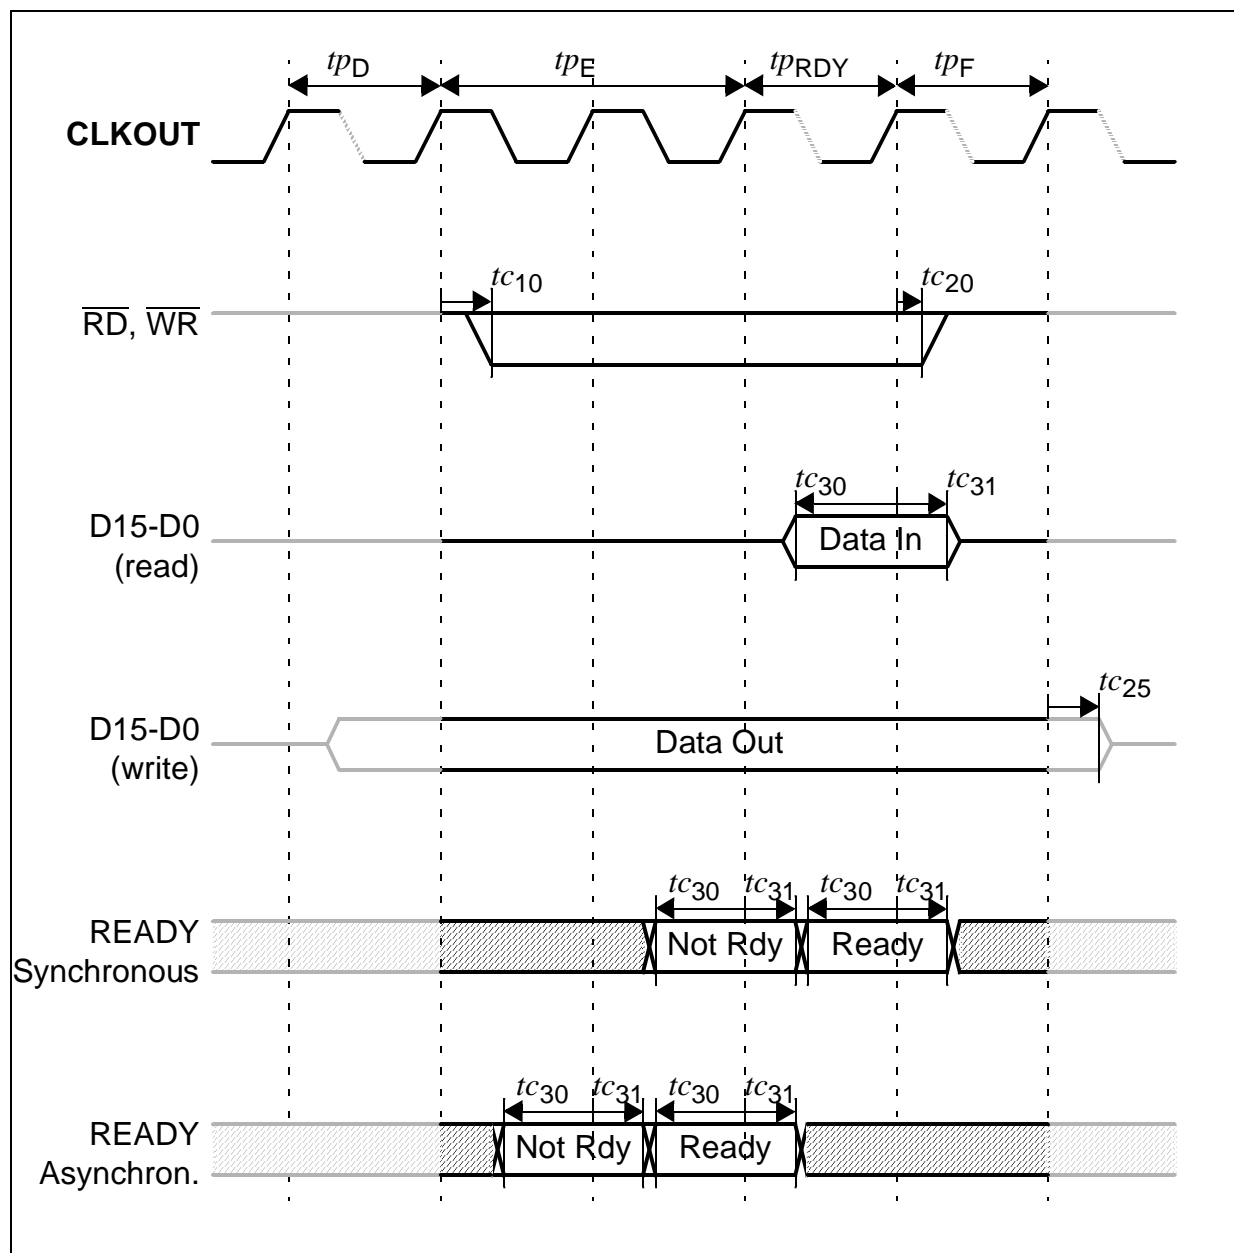 tpD tpE tpRDY tpF
CLKOUT
tc10 tc20
RD, WR
tc30 tc31
D15-D0
(read)
Data In
tc25
D15-D0
(write)
Data Out
tc30 tc31 tc30 tc31
READY
Synchronous
Not Rdy Ready
tc30 tc31 tc30 tc31
READY
Asynchron.
Not Rdy Ready